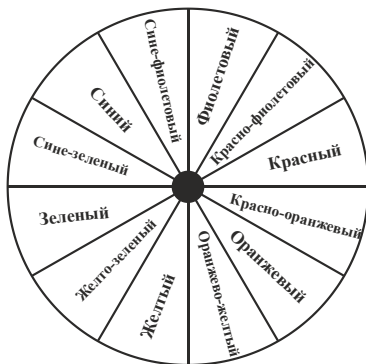 Фиолетовый
Красно-фиолетовый
Красный
Красно-оранжевый
Оранжевый
Оранжево-желтый
Желтый
Желто-зеленый
Зеленый
Сине-зеленый
Синий
Сине-фиолетовый